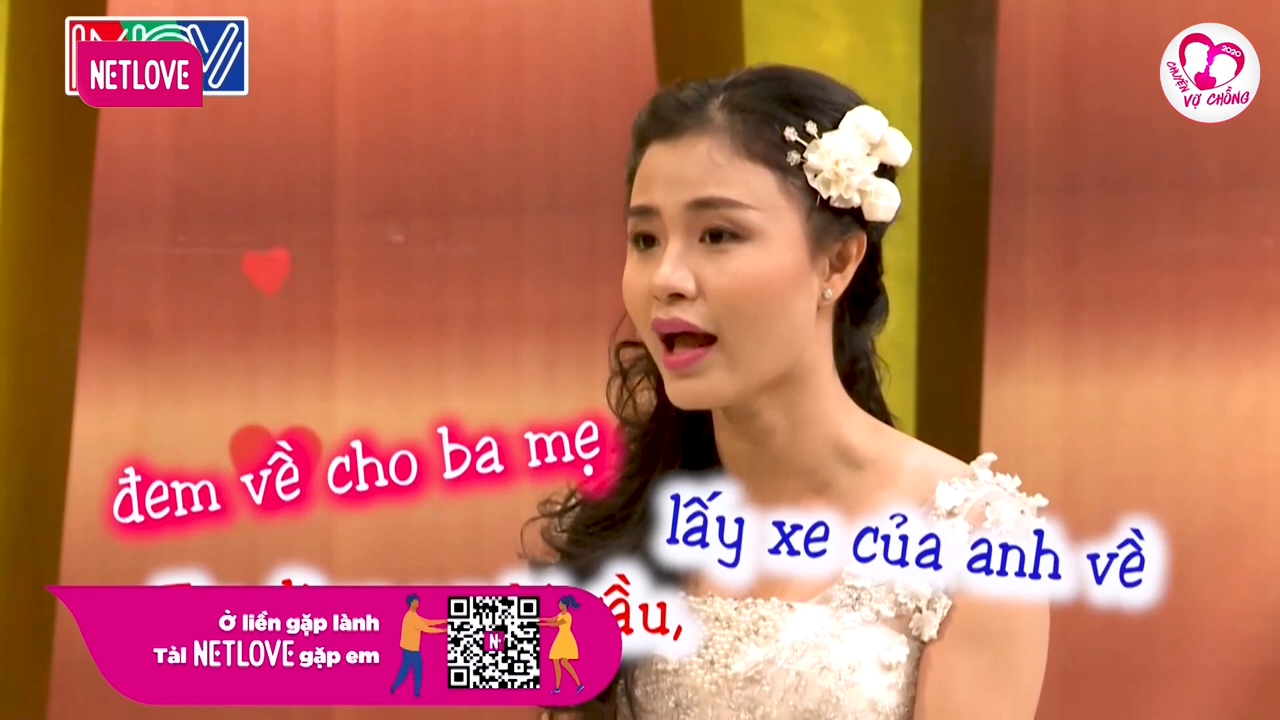 NETLOVE
2020
CHUYỆN
VỢ CHỒNG
đem về cho ba mẹ
lấy xe của anh về
Ở liền gặp lành
Tải NETLOVE gặp em
N